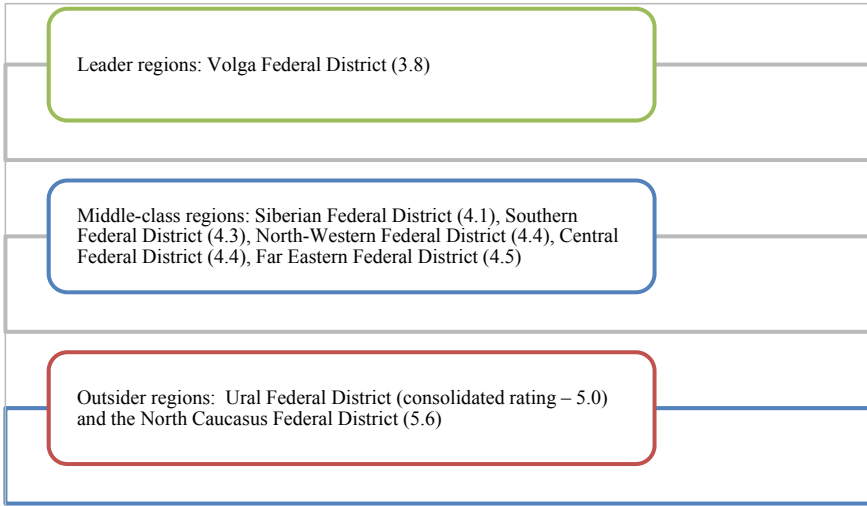 Leader regions: Volga Federal District (3.8)
Middle-class regions: Siberian Federal District (4.1), Southern
Federal District (4.3), North-Western Federal District (4.4), Central
Federal District (4.4), Far Eastern Federal District (4.5)
Outsider regions:  Ural Federal District (consolidated rating – 5.0)
and the North Caucasus Federal District (5.6)